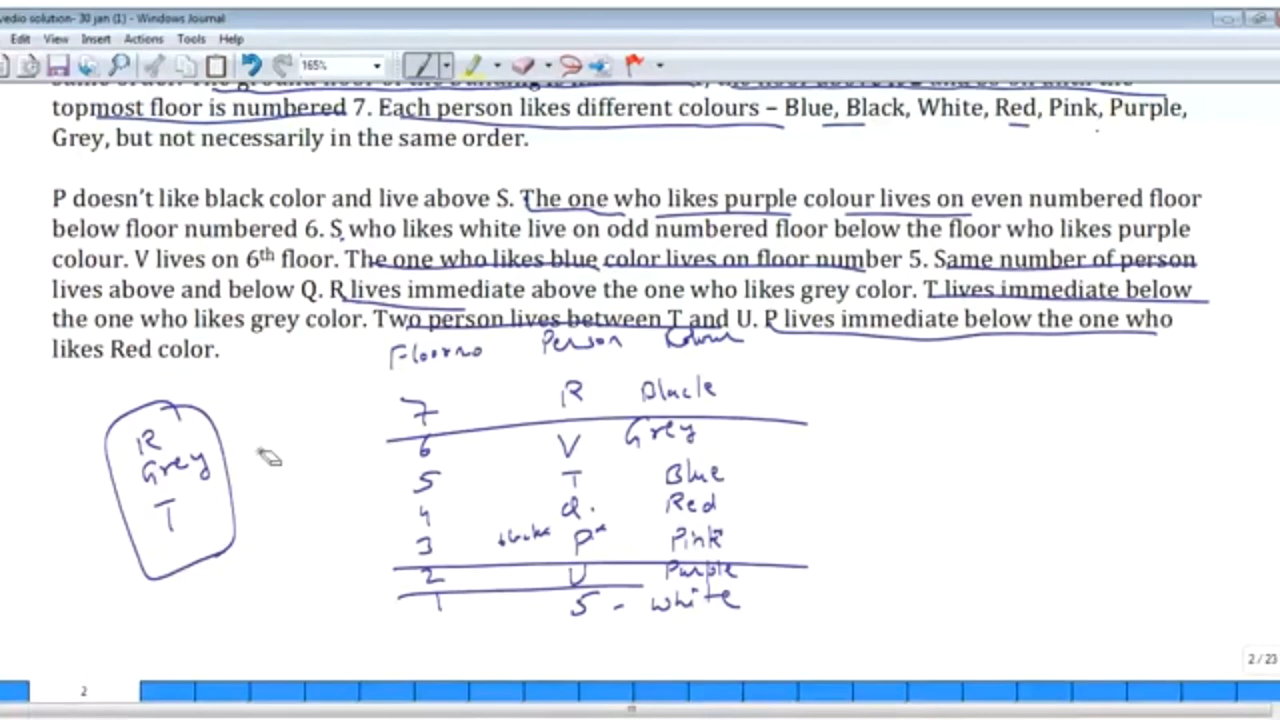 vedio solution- 30 jan (1) - Windows Journal
Edit View Insert Actions Tools Help
165%
topmost floor is numbered 7. Each person likes different colours – Blue, Black, White, Red, Pink, Purple,
Grey, but not necessarily in the same order.
P doesn't like black color and live above S. The one who likes purple colour lives on even numbered floor
below floor numbered 6. S who likes white live on odd numbered floor below the floor who likes purple
colour. V lives on 6th floor. The one who likes blue color lives on floor number 5. Same number of person
lives above and below Q. R lives immediate above the one who likes grey color. T lives immediate below
the one who likes grey color. Two person lives between T and U. P lives immediate below the one who
likes Red color.
Floor no Person Colour
7 R Black
6 V Grey
5 T Blue
4 Q. Red
3 P Pink
2 U Purple
1 S - White
R
Grey
T
2 / 23
2